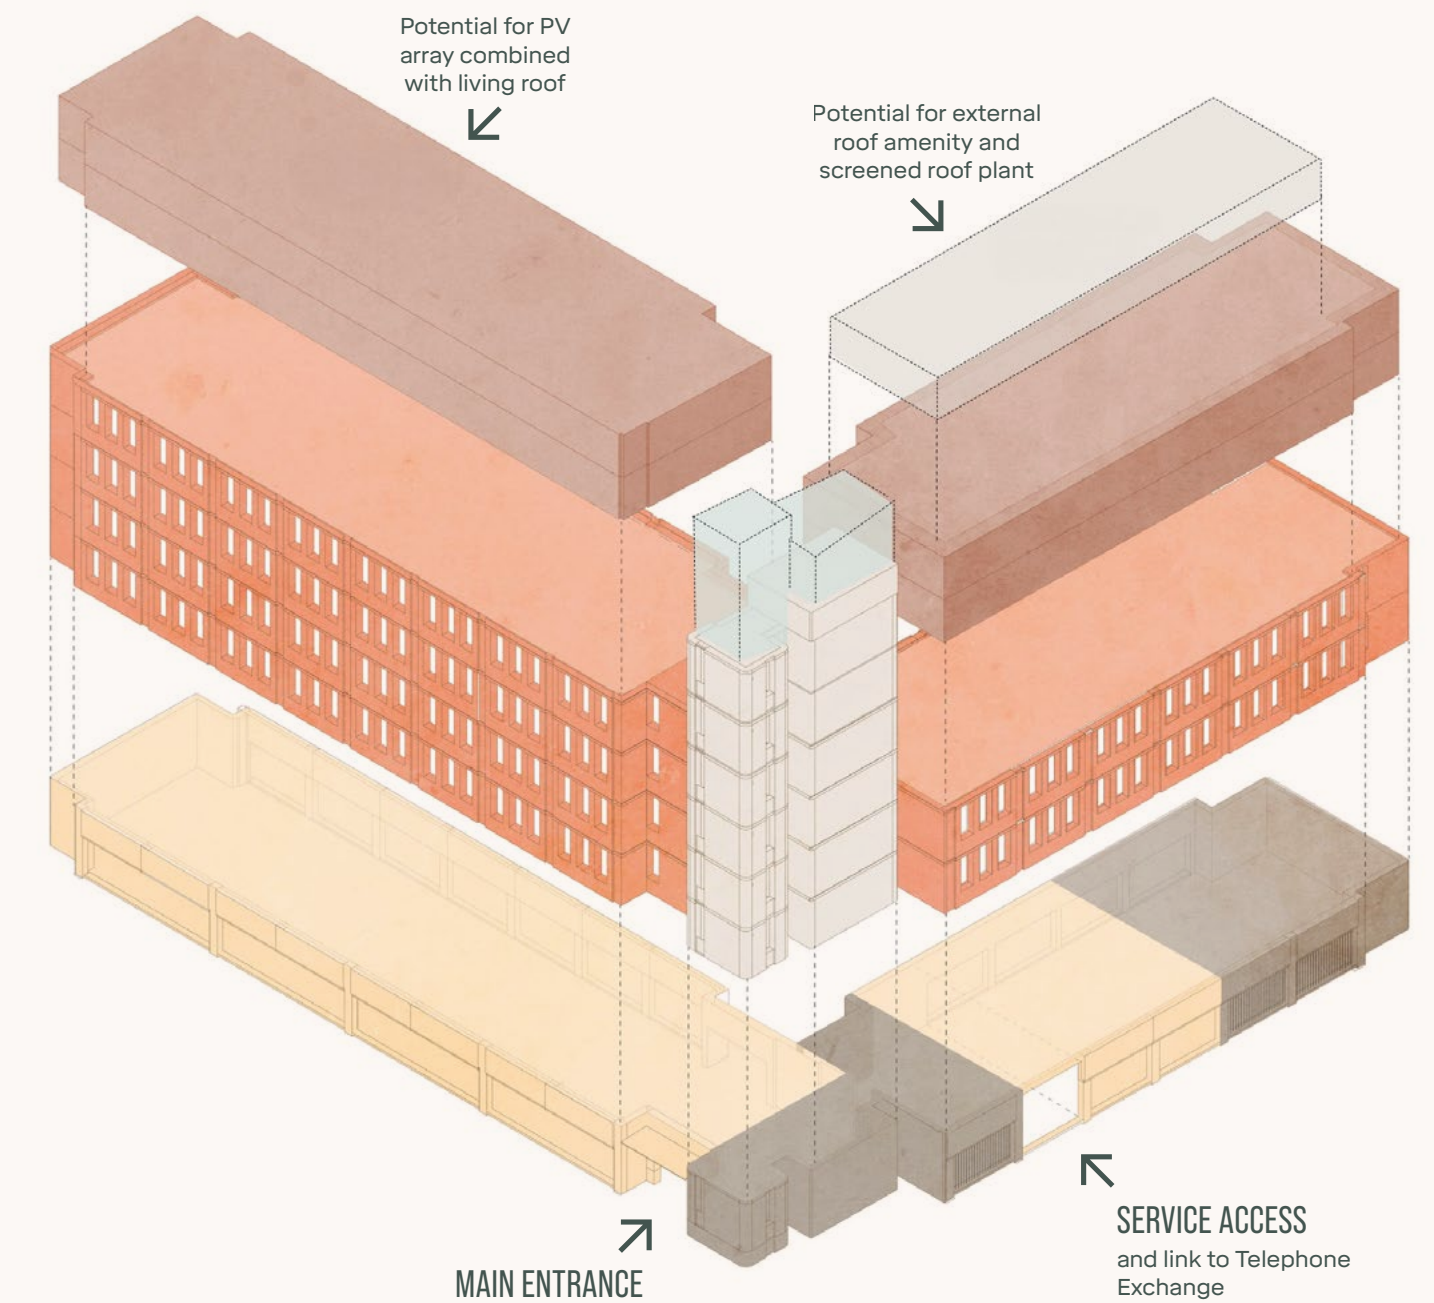 Potential for PV
array combined
with living roof
Potential for external
roof amenity and
screened roof plant
SERVICE ACCESS
and link to Telephone
Exchange
MAIN ENTRANCE